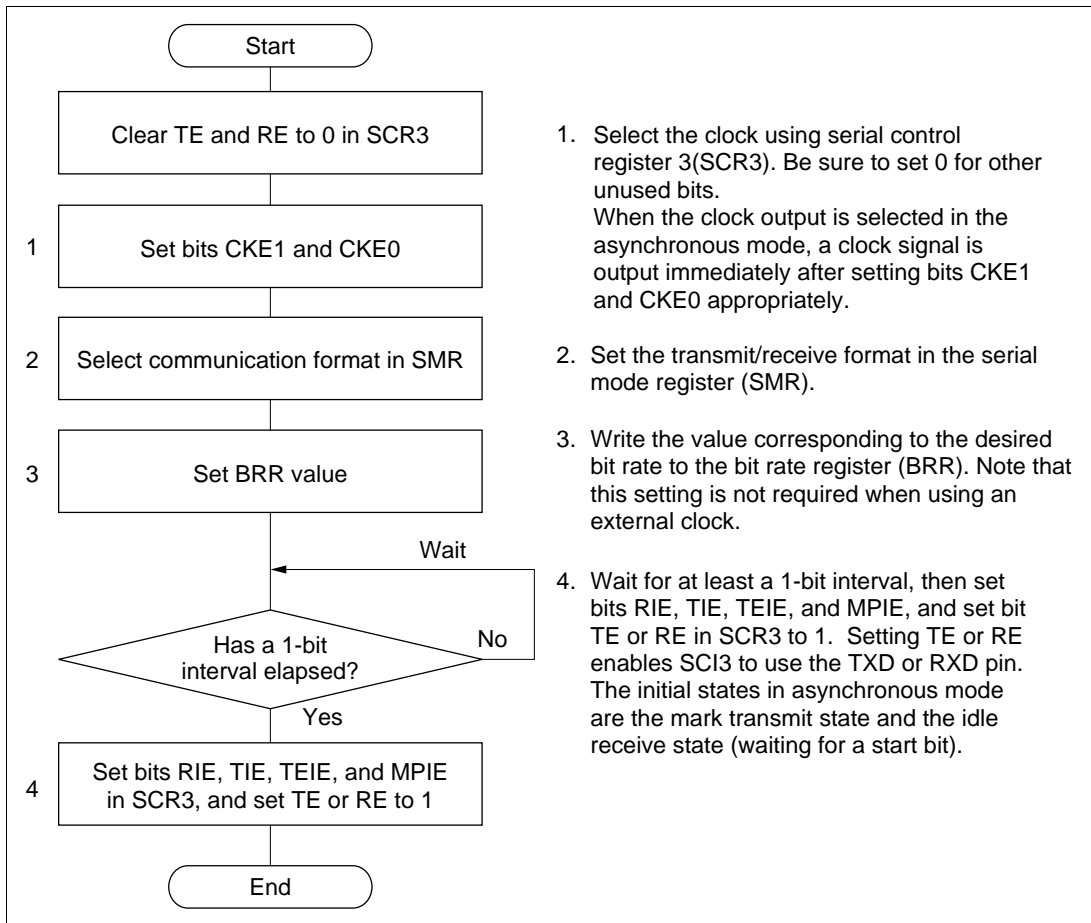 Start
Clear TE and RE to 0 in SCR3
1
Set bits CKE1 and CKE0
2
Select communication format in SMR
3
Set BRR value
Wait
Has a 1-bit
interval elapsed?
No
Yes
4
Set bits RIE, TIE, TEIE, and MPIE
in SCR3, and set TE or RE to 1
End
1. Select the clock using serial control
register 3(SCR3). Be sure to set 0 for other
unused bits.
When the clock output is selected in the
asynchronous mode, a clock signal is
output immediately after setting bits CKE1
and CKE0 appropriately.
2. Set the transmit/receive format in the serial
mode register (SMR).
3. Write the value corresponding to the desired
bit rate to the bit rate register (BRR). Note that
this setting is not required when using an
external clock.
4. Wait for at least a 1-bit interval, then set
bits RIE, TIE, TEIE, and MPIE, and set bit
TE or RE in SCR3 to 1. Setting TE or RE
enables SCI3 to use the TXD or RXD pin.
The initial states in asynchronous mode
are the mark transmit state and the idle
receive state (waiting for a start bit).